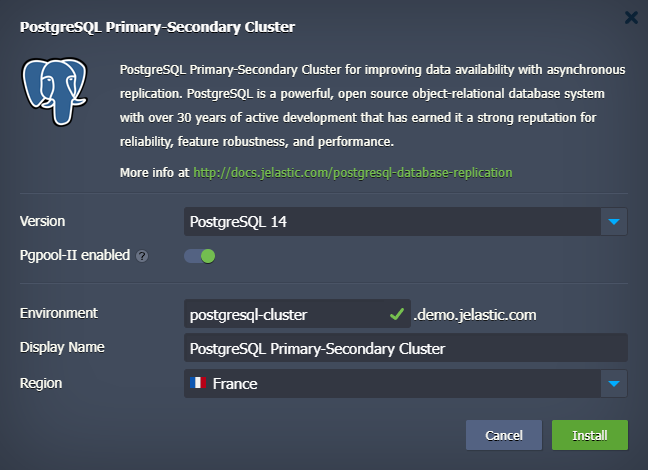 PostgreSQL Primary-Secondary Cluster
PostgreSQL Primary-Secondary Cluster for improving data availability with asynchronous
replication. PostgreSQL is a powerful, open source object-relational database system
with over 30 years of active development that has earned it a strong reputation for
reliability, feature robustness, and performance.
More info at http://docs.jelastic.com/postgresql-database-replication
Version PostgreSQL 14
Pgpool-II enabled ?
Environment postgresql-cluster .demo.jelastic.com
Display Name PostgreSQL Primary-Secondary Cluster
Region France
Cancel Install